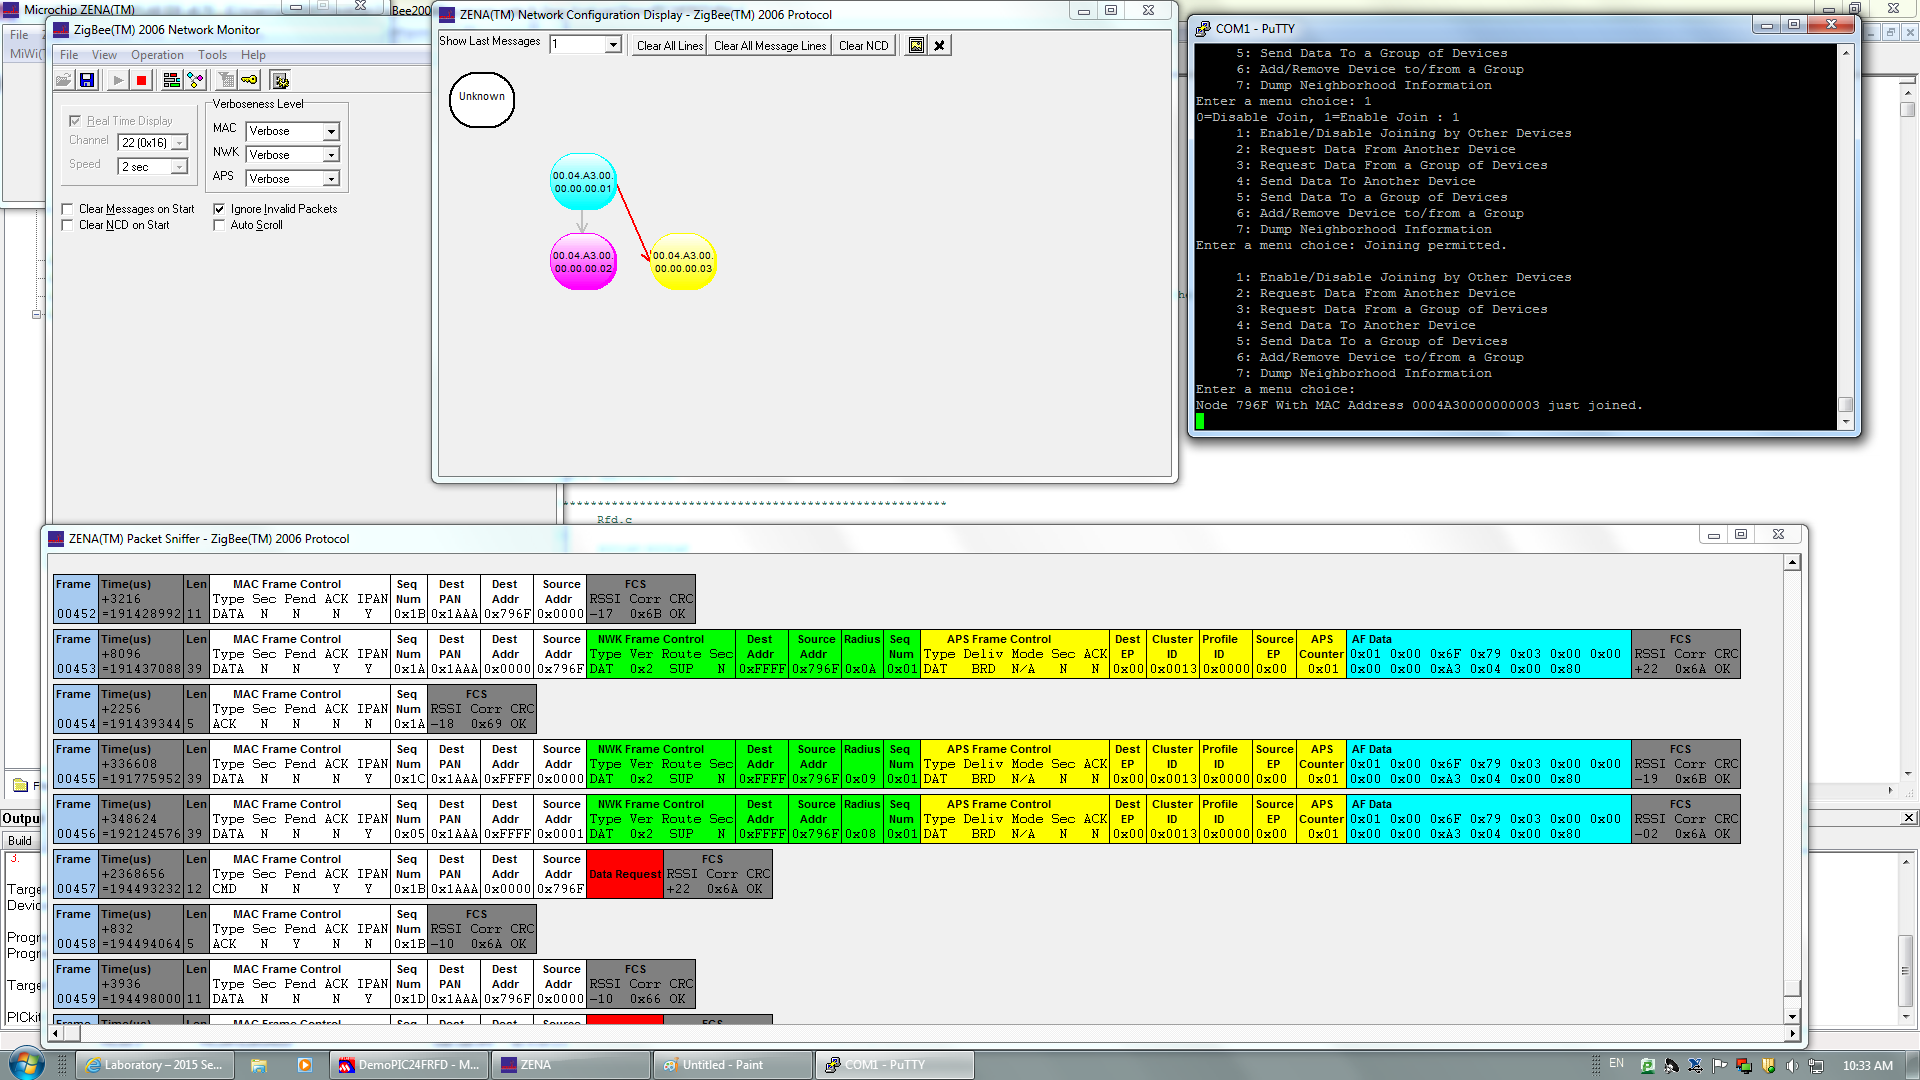 Microchip ZENA(TM)
File
MiWi(T
Bee200
ZigBee(TM) 2006 Network Monitor
File View Operation Tools Help
Real Time Display
Channel 22 (0x16)
Speed 2 sec
Verboseness Level
MAC Verbose
NWK Verbose
APS Verbose
Clear Messages on Start
Ignore Invalid Packets
Clear NCD on Start
Auto Scroll
ZENA(TM) Network Configuration Display - ZigBee(TM) 2006 Protocol
Show Last Messages 1 Clear All Lines Clear All Message Lines Clear NCD
Unknown
00.04.A3.00.
00.00.00.01
00.04.A3.00.
00.00.00.02
00.04.A3.00.
00.00.00.03
COM1 - PuTTY
5: Send Data To a Group of Devices
6: Add/Remove Device to/from a Group
7: Dump Neighborhood Information
Enter a menu choice: 1
0=Disable Join, 1=Enable Join : 1
1: Enable/Disable Joining by Other Devices
2: Request Data From Another Device
3: Request Data From a Group of Devices
4: Send Data To Another Device
5: Send Data To a Group of Devices
6: Add/Remove Device to/from a Group
7: Dump Neighborhood Information
Enter a menu choice: Joining permitted.
1: Enable/Disable Joining by Other Devices
2: Request Data From Another Device
3: Request Data From a Group of Devices
4: Send Data To Another Device
5: Send Data To a Group of Devices
6: Add/Remove Device to/from a Group
7: Dump Neighborhood Information
Enter a menu choice:
Node 796F With MAC Address 0004A30000000003 just joined.
********************************************************
Rfd.c
ZENA(TM) Packet Sniffer - ZigBee(TM) 2006 Protocol
Frame Time(us) Len MAC Frame Control Seq Dest Dest Source FCS
+3216 Type Sec Pend ACK IPAN Num PAN Addr Addr RSSI Corr CRC
00452 =191428992 11 DATA N N N Y 0x1B 0x1AAA 0x796F 0x0000 -17 0x6B OK
Frame Time(us) Len MAC Frame Control Seq Dest Dest Source NWK Frame Control Dest Source Radius Seq APS Frame Control Dest Cluster Profile Source APS AF Data FCS
+8096 Type Sec Pend ACK IPAN Num PAN Addr Addr Type Ver Route Sec Addr Addr Num Type Deliv Mode Sec ACK EP ID ID EP Counter 0x01 0x00 0x6F 0x79 0x03 0x00 0x00 RSSI Corr CRC
00453 =191437088 39 DATA N N Y Y 0x1A 0x1AAA 0x0000 0x796F DAT 0x2 SUP N 0xFFFF 0x796F 0x0A 0x01 DAT BRD N/A N N 0x00 0x0013 0x0000 0x00 0x01 0x00 0x00 0xA3 0x04 0x00 0x80 +22 0x6A OK
Frame Time(us) Len MAC Frame Control Seq FCS
+2256 Type Sec Pend ACK IPAN Num RSSI Corr CRC
00454 =191439344 5 ACK N N N N 0x1A -18 0x69 OK
Frame Time(us) Len MAC Frame Control Seq Dest Dest Source NWK Frame Control Dest Source Radius Seq APS Frame Control Dest Cluster Profile Source APS AF Data FCS
+336608 Type Sec Pend ACK IPAN Num PAN Addr Addr Type Ver Route Sec Addr Addr Num Type Deliv Mode Sec ACK EP ID ID EP Counter 0x01 0x00 0x6F 0x79 0x03 0x00 0x00 RSSI Corr CRC
00455 =191775952 39 DATA N N N Y 0x1C 0x1AAA 0xFFFF 0x0000 DAT 0x2 SUP N 0xFFFF 0x796F 0x09 0x01 DAT BRD N/A N N 0x00 0x0013 0x0000 0x00 0x01 0x00 0x00 0xA3 0x04 0x00 0x80 -19 0x6B OK
Frame Time(us) Len MAC Frame Control Seq Dest Dest Source NWK Frame Control Dest Source Radius Seq APS Frame Control Dest Cluster Profile Source APS AF Data FCS
+348624 Type Sec Pend ACK IPAN Num PAN Addr Addr Type Ver Route Sec Addr Addr Num Type Deliv Mode Sec ACK EP ID ID EP Counter 0x01 0x00 0x6F 0x79 0x03 0x00 0x00 RSSI Corr CRC
00456 =192124576 39 DATA N N N Y 0x05 0x1AAA 0xFFFF 0x0001 DAT 0x2 SUP N 0xFFFF 0x796F 0x08 0x01 DAT BRD N/A N N 0x00 0x0013 0x0000 0x00 0x01 0x00 0x00 0xA3 0x04 0x00 0x80 -02 0x6A OK
Frame Time(us) Len MAC Frame Control Seq Dest Dest Source FCS
+2368656 Type Sec Pend ACK IPAN Num PAN Addr Addr Data Request RSSI Corr CRC
00457 =194493232 12 CMD N N Y Y 0x1B 0x1AAA 0x0000 0x796F +22 0x6A OK
Frame Time(us) Len MAC Frame Control Seq FCS
+832 Type Sec Pend ACK IPAN Num RSSI Corr CRC
00458 =194494064 5 ACK N Y N N 0x1B -10 0x6A OK
Frame Time(us) Len MAC Frame Control Seq Dest Dest Source FCS
+3936 Type Sec Pend ACK IPAN Num PAN Addr Addr RSSI Corr CRC
00459 =194498000 11 DATA N N N Y 0x1D 0x1AAA 0x796F 0x0000 -10 0x66 OK
Frame Time(us) Len MAC Frame Control Seq Dest Dest Source FCS
Outpu
Build
3.
Targe
Devic
Progr
Progr
Targe
PICkit
Laboratory – 2015 Se...
DemoPIC24FRFD - M...
ZENA
Untitled - Paint
COM1 - PuTTY
EN
10:33 AM